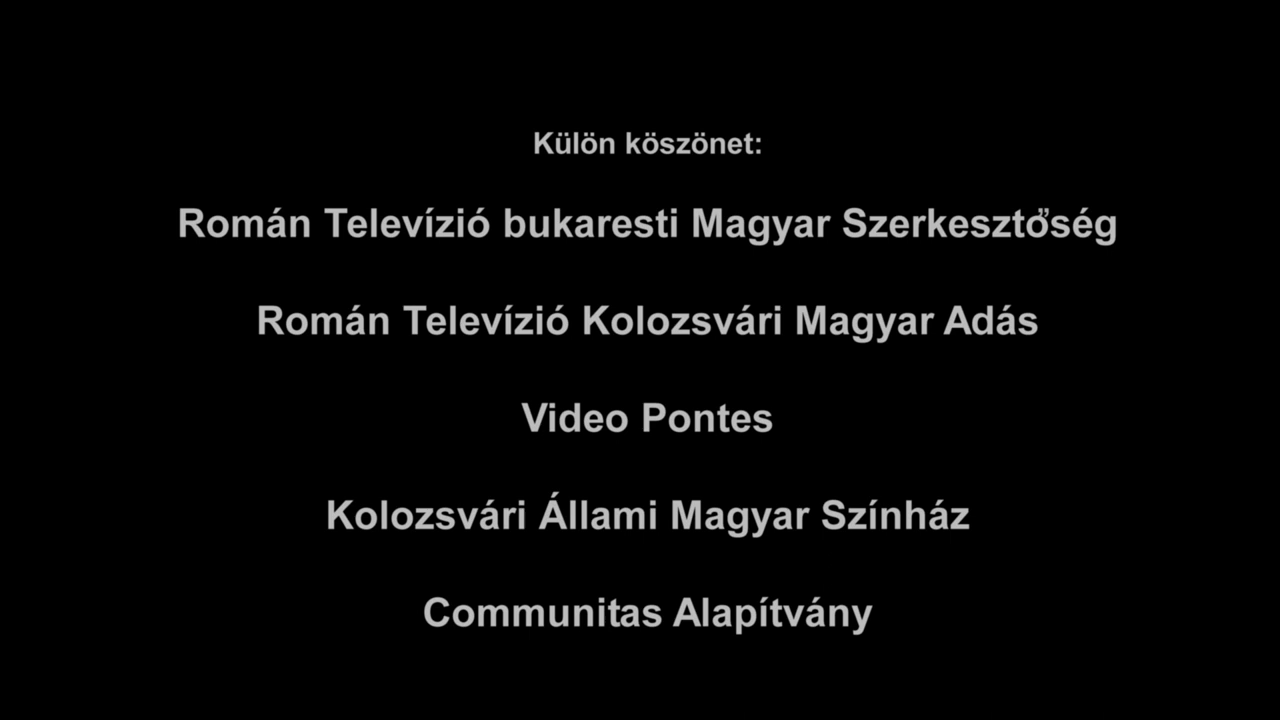 Külön köszönet:
Román Televízió bukaresti Magyar Szerkesztőség
Román Televízió Kolozsvári Magyar Adás
Video Pontes
Kolozsvári Állami Magyar Színház
Communitas Alapítvány